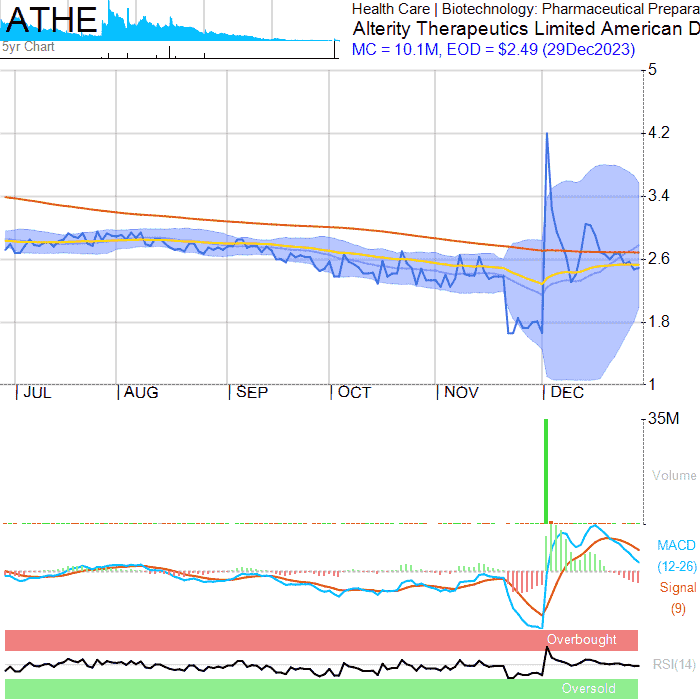 ATHE
5yr Chart
Health Care | Biotechnology: Pharmaceutical Prepara
Alterity Therapeutics Limited American D
MC = 10.1M, EOD = $2.49 (29Dec2023)
5
4.2
3.4
2.6
1.8
1
JUL AUG SEP OCT NOV DEC
35M
Volume
MACD
(12-26)
Signal
(9)
Overbought
RSI(14)
Oversold